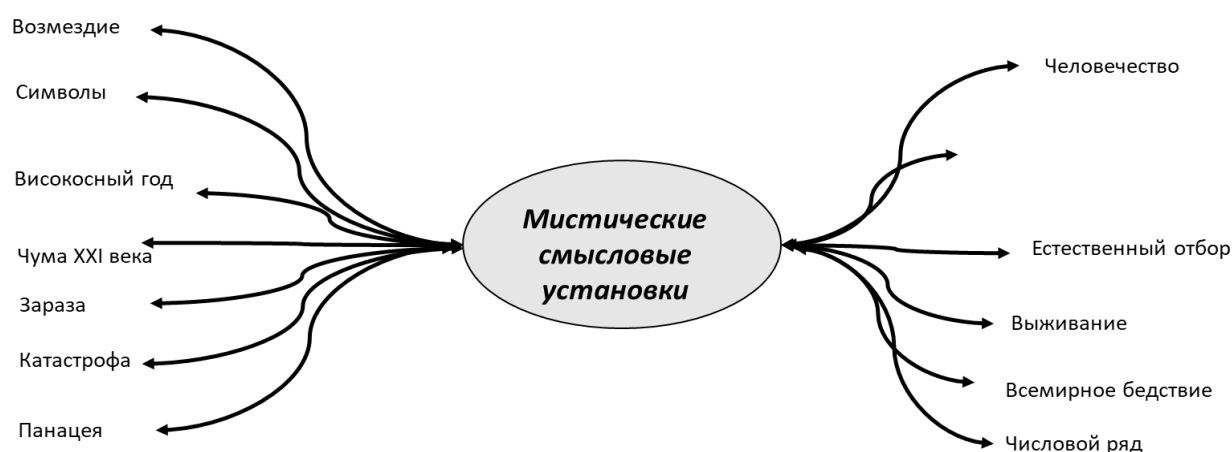 Возмездие
Символы
Високосный год
Чума XXI века
Зараза
Катастрофа
Панацея
Мистические
смысловые
установки
Человечество
Естественный отбор
Выживание
Всемирное бедствие
Числовой ряд